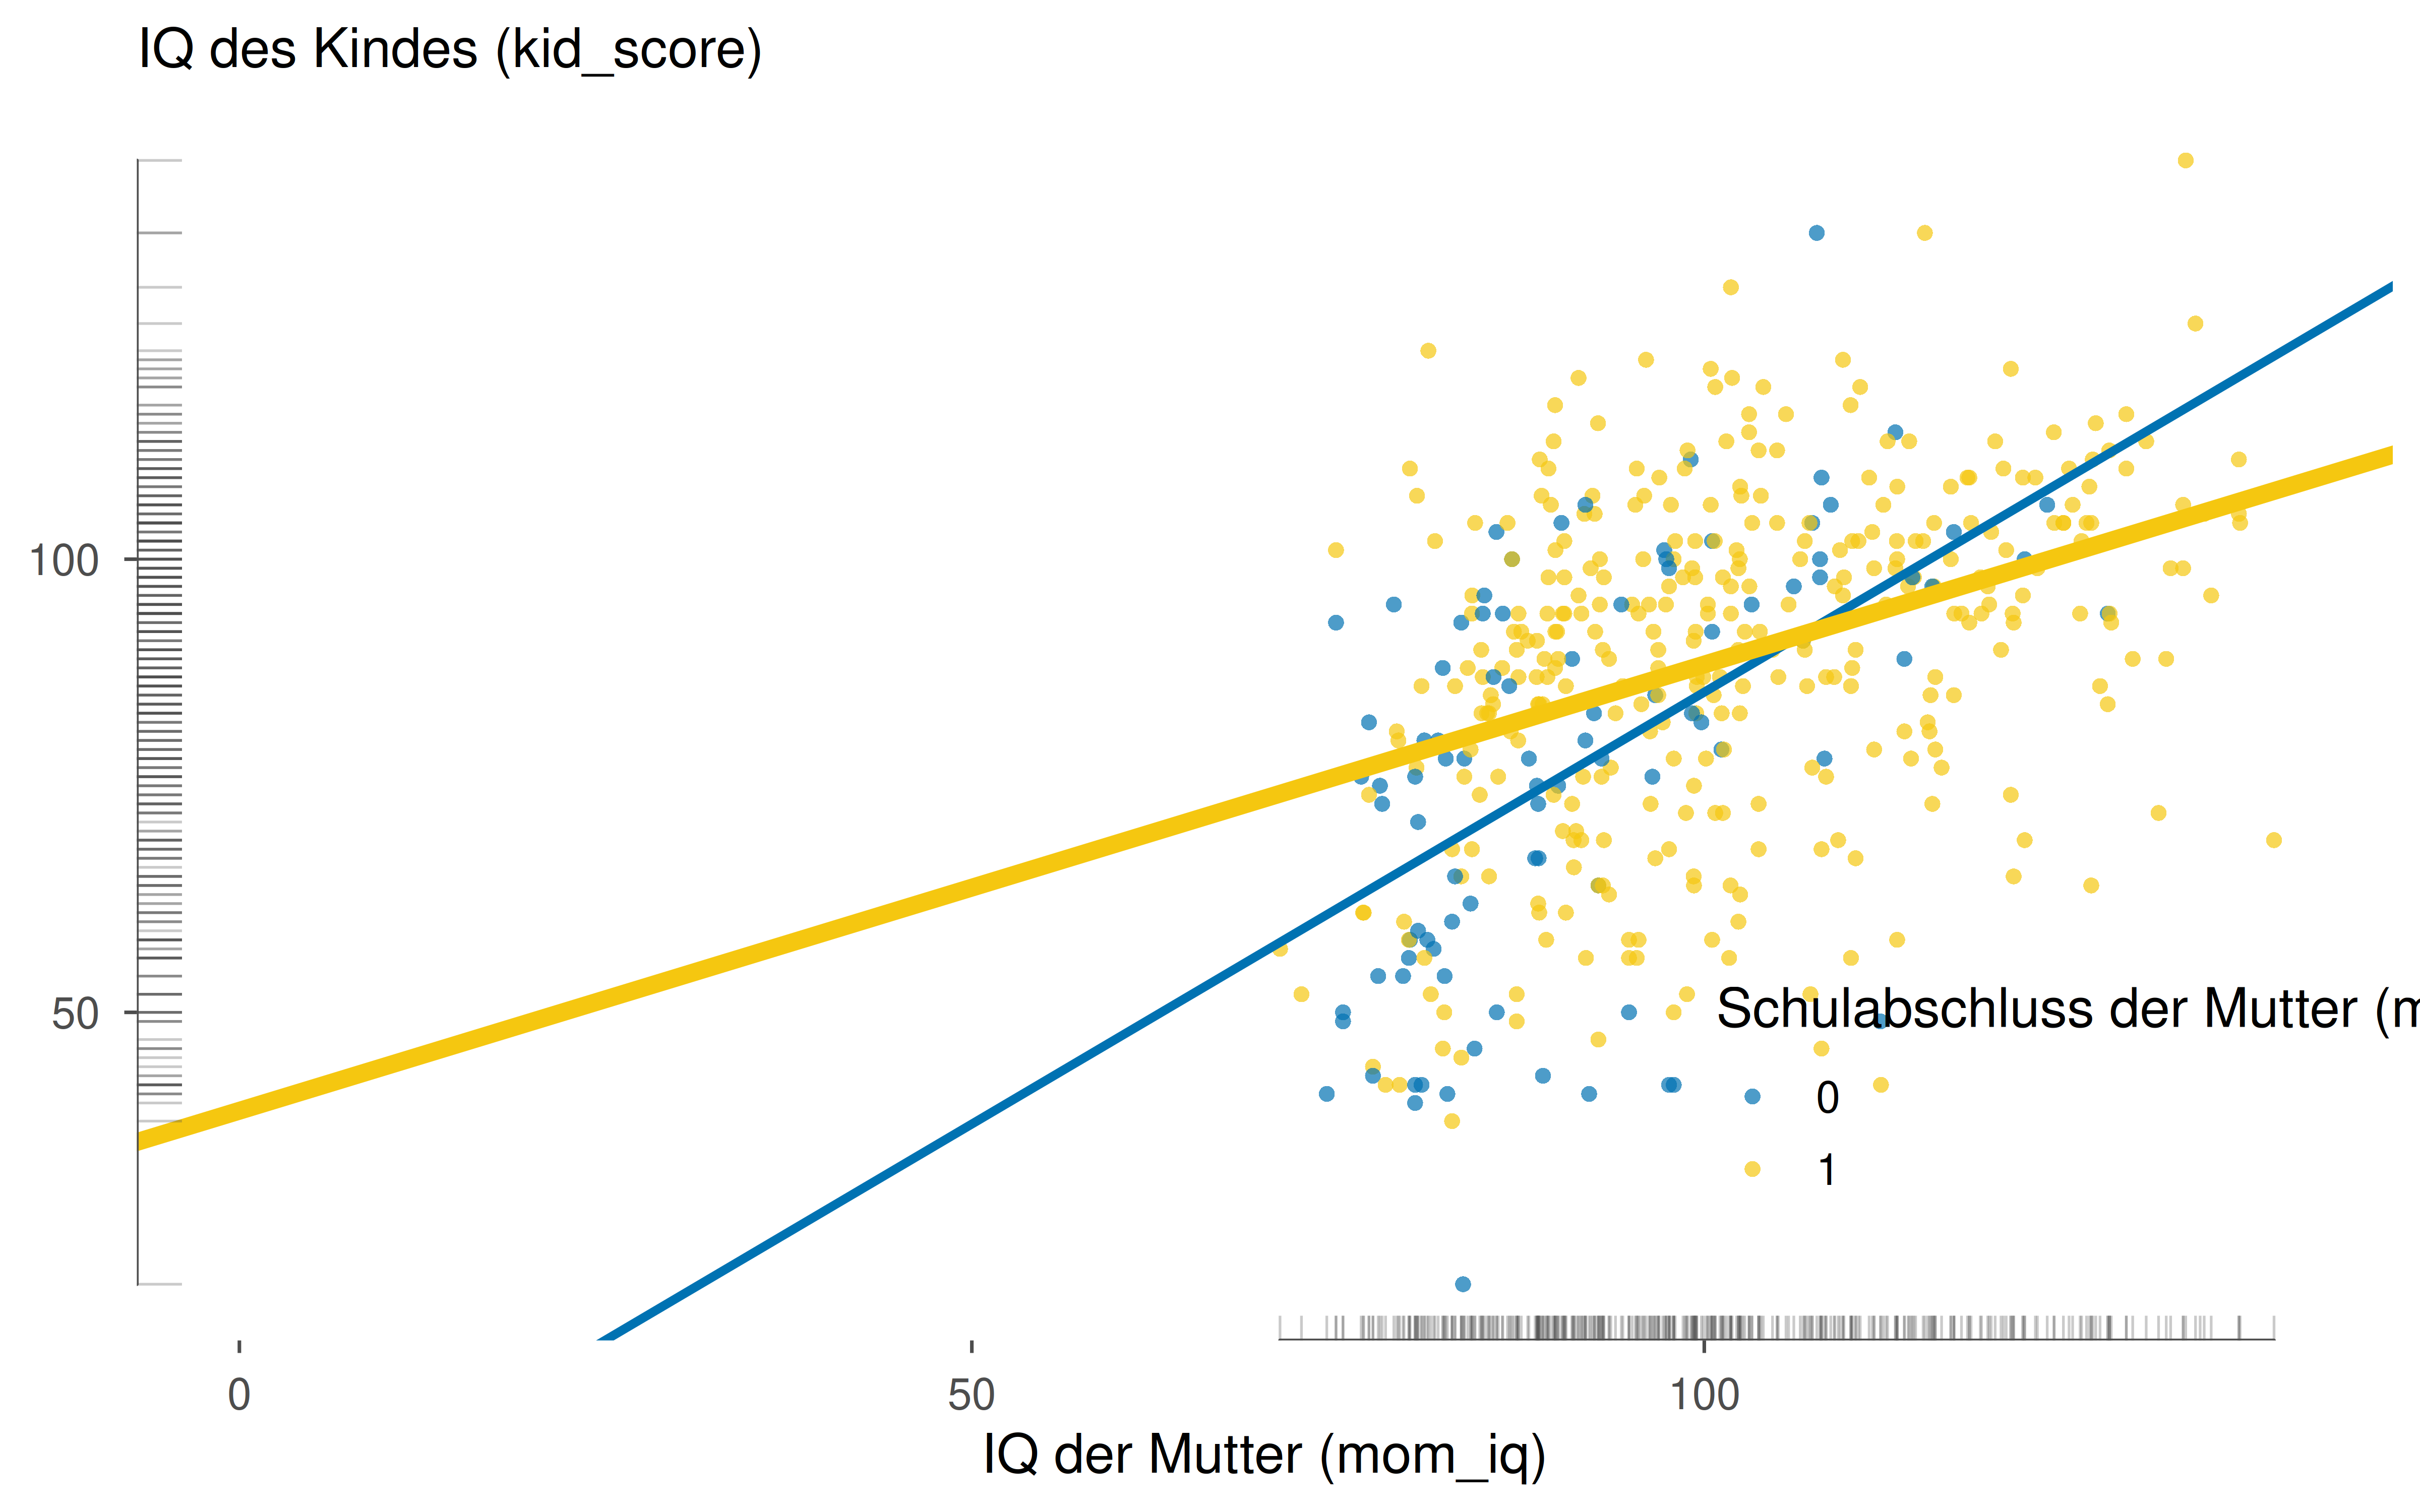 IQ des Kindes (kid_score)
100
50
Schulabschluss der Mutter (m
0
1
0
50
100
IQ der Mutter (mom_iq)